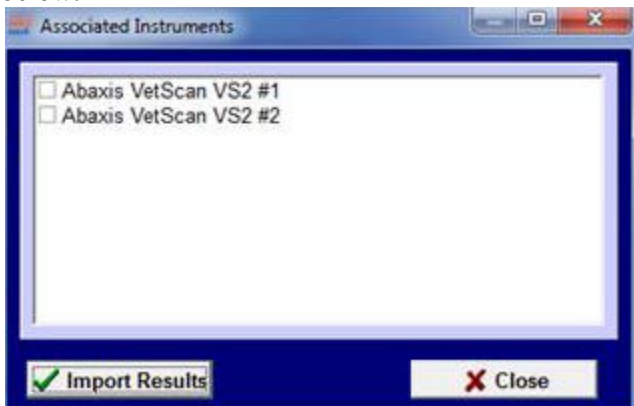 Associated Instruments
Abaxis VetScan VS2 #1
Abaxis VetScan VS2 #2
Import Results
Close